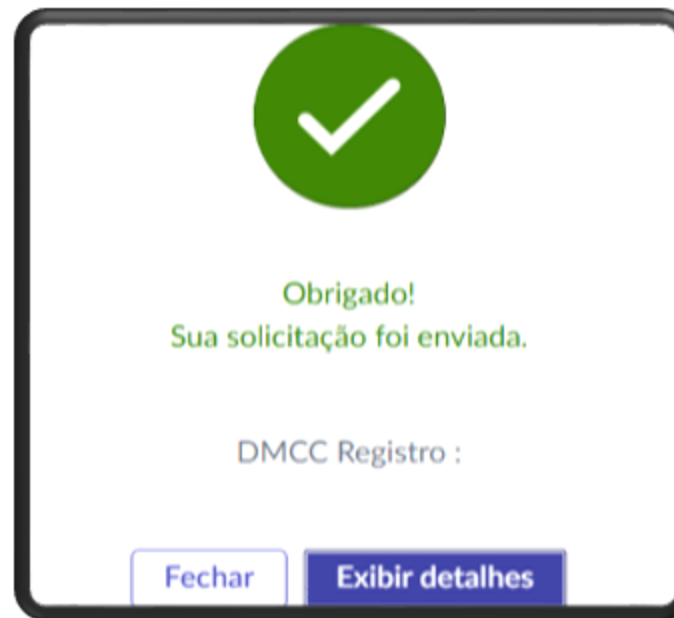 Obrigado!
Sua solicitação foi enviada.
DMCC Registro :
Fechar
Exibir detalhes